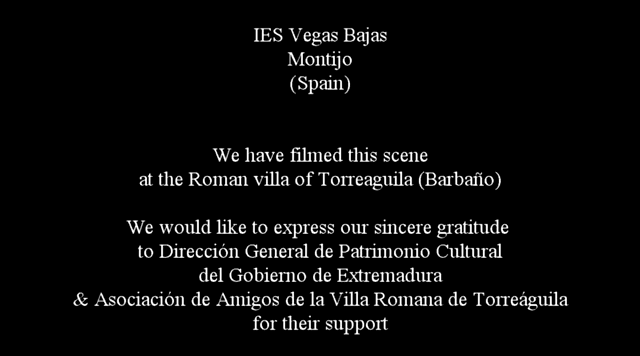 IES Vegas Bajas
Montijo
(Spain)
We have filmed this scene
at the Roman villa of Torreaguila (Barbaño)
We would like to express our sincere gratitude
to Dirección General de Patrimonio Cultural
del Gobierno de Extremadura
& Asociación de Amigos de la Villa Romana de Torreáguila
for their support